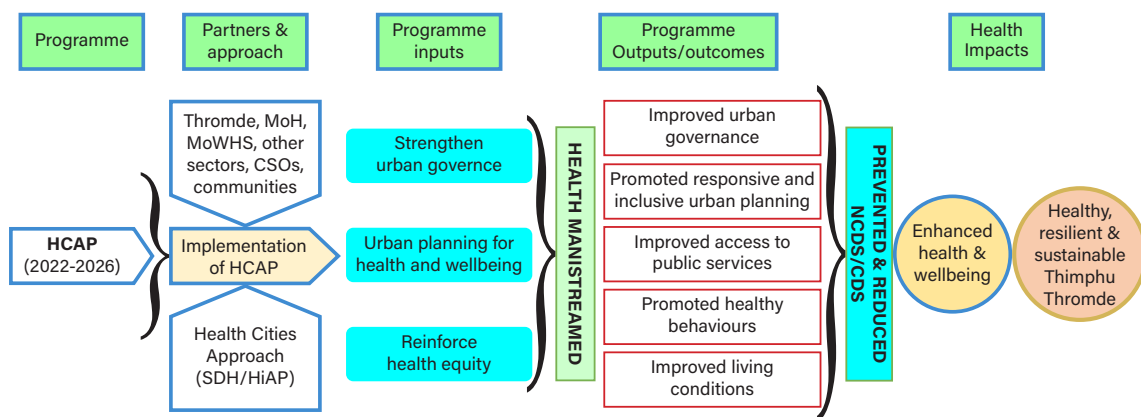 Programme
Partners &
approach
Programme
inputs
Programme
Outputs/outcomes
Health
Impacts
HCAP
(2022-2026)
Thromde, MoH,
MoWHS, other
sectors, CSOs,
communities
Implementation
of HCAP
Health Cities
Approach
(SDH/HiAP)
Strengthen
urban governce
Urban planning for
health and wellbeing
Reinforce
health equity
HEALTH MANISTREAMED
Improved urban
governance
Promoted responsive and
inclusive urban planning
Improved access to
public services
Promoted healthy
behaviours
Improved living
conditions
PREVENTED & REDUCED
NCDS/CDS
Enhanced
health &
wellbeing
Healthy,
resilient &
sustainable
Thimphu
Thromde